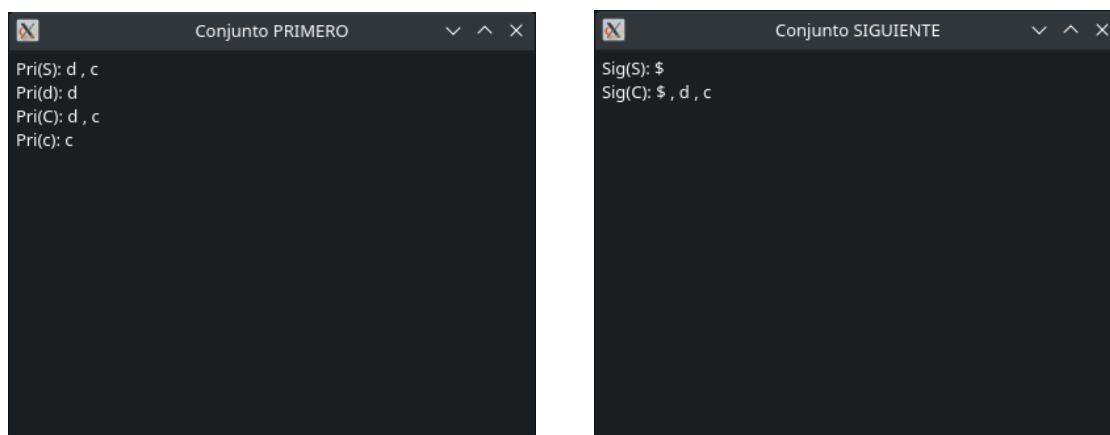 Conjunto PRIMERO
Pri(S): d , c
Pri(d): d
Pri(C): d , c
Pri(c): c
Conjunto SIGUIENTE
Sig(S): $
Sig(C): $ , d , c